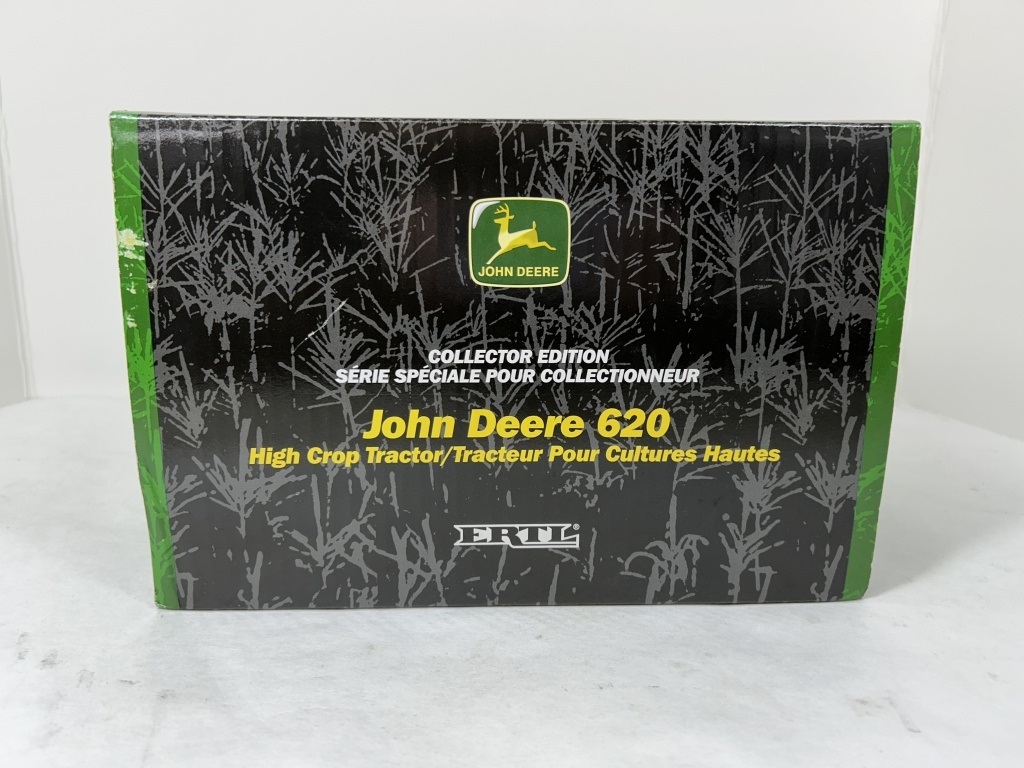 JOHN DEERE
COLLECTOR EDITION
SÉRIE SPÉCIALE POUR COLLECTIONNEUR
John Deere 620
High Crop Tractor/Tracteur Pour Cultures Hautes
ERTL®